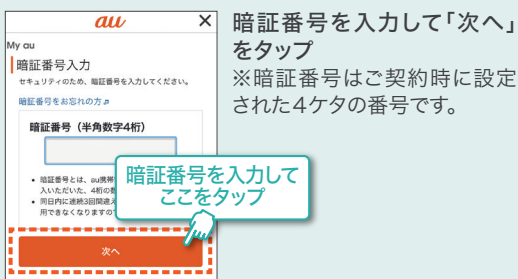 au ×
My au
暗証番号入力
セキュリティのため、暗証番号を入力してください。
暗証番号をお忘れの方
暗証番号（半角数字4桁）
• 暗証番号とは、au携帯
入いただいた、4桁の
• 同日内に連続3回間違え
用できなくなりますので
次へ
暗証番号を入力して
ここをタップ
暗証番号を入力して「次へ」
をタップ
※暗証番号はご契約時に設定
された4ケタの番号です。